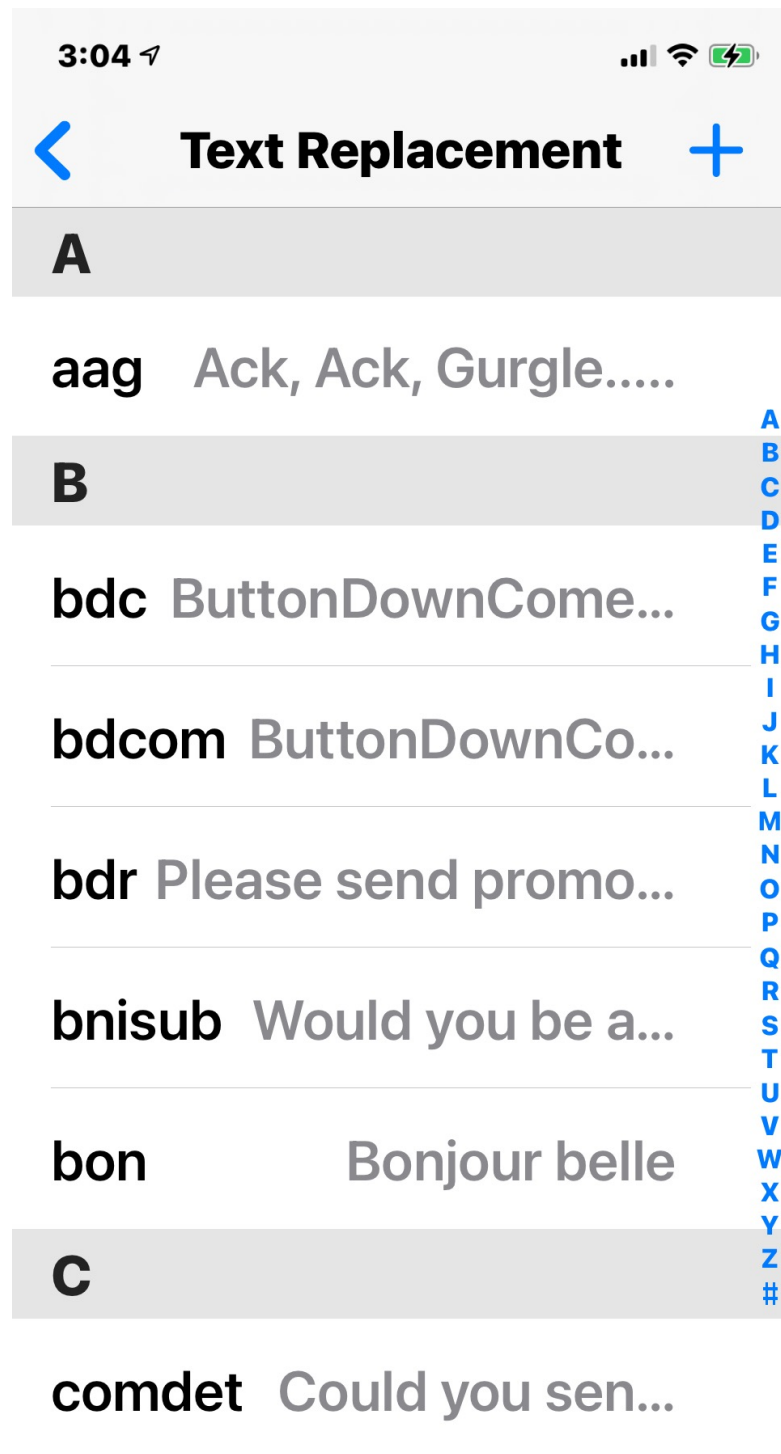 3:04
Text Replacement
A
aag Ack, Ack, Gurgle.....
B
bdc ButtonDownCome...
bdcom ButtonDownCo...
bdr Please send promo...
bnisub Would you be a...
bon Bonjour belle
C
comdet Could you sen...
A
B
C
D
E
F
G
H
I
J
K
L
M
N
O
P
Q
R
S
T
U
V
W
X
Y
Z
#